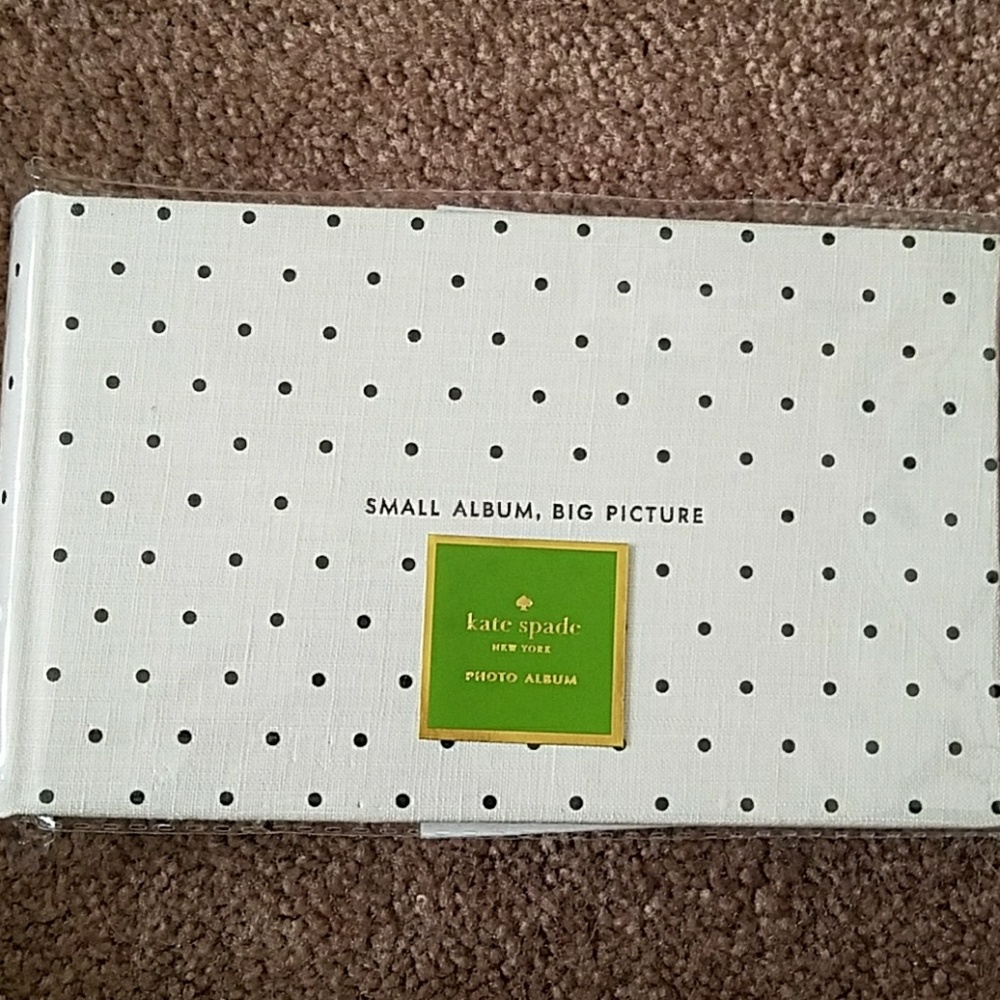 SMALL ALBUM, BIG PICTURE
kate spade
NEW YORK
PHOTO ALBUM